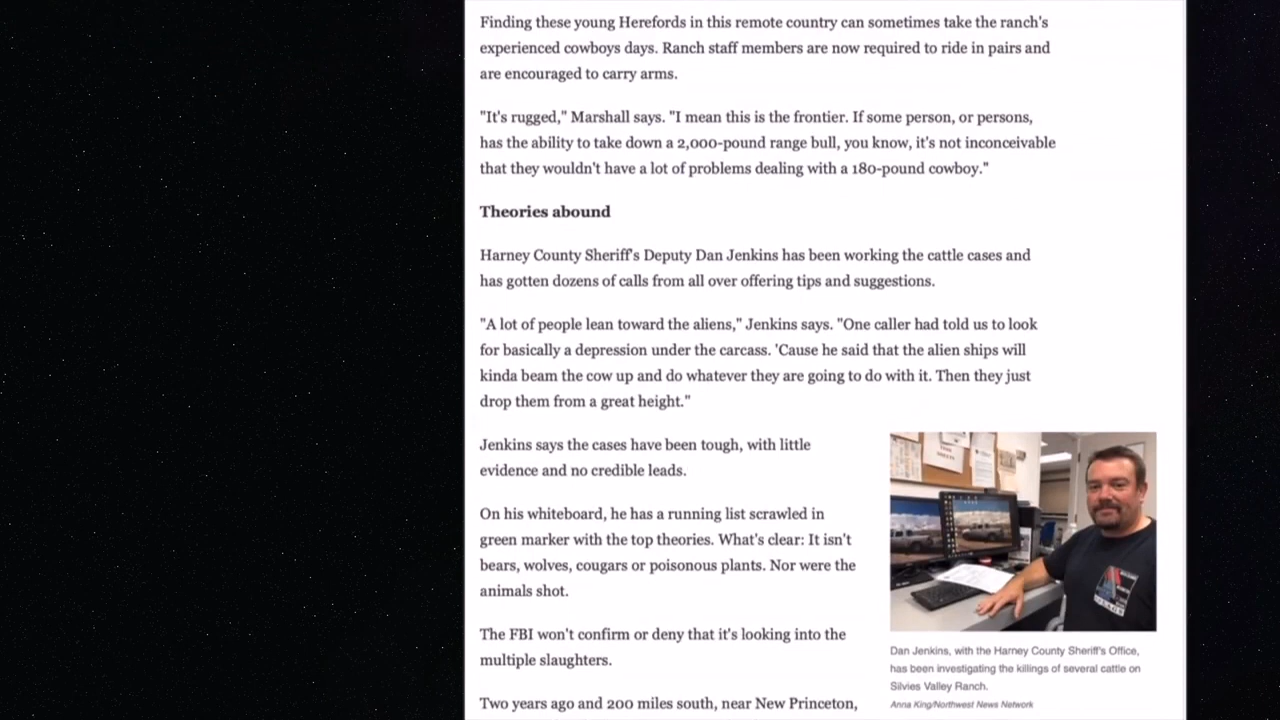 Finding these young Herefords in this remote country can sometimes take the ranch's
experienced cowboys days. Ranch staff members are now required to ride in pairs and
are encouraged to carry arms.
"It's rugged," Marshall says. "I mean this is the frontier. If some person, or persons,
has the ability to take down a 2,000-pound range bull, you know, it's not inconceivable
that they wouldn't have a lot of problems dealing with a 180-pound cowboy."
Theories abound
Harney County Sheriff's Deputy Dan Jenkins has been working the cattle cases and
has gotten dozens of calls from all over offering tips and suggestions.
"A lot of people lean toward the aliens," Jenkins says. "One caller had told us to look
for basically a depression under the carcass. 'Cause he said that the alien ships will
kinda beam the cow up and do whatever they are going to do with it. Then they just
drop them from a great height."
Jenkins says the cases have been tough, with little
evidence and no credible leads.
On his whiteboard, he has a running list scrawled in
green marker with the top theories. What's clear: It isn't
bears, wolves, cougars or poisonous plants. Nor were the
animals shot.
The FBI won't confirm or deny that it's looking into the
multiple slaughters.
Two years ago and 200 miles south, near New Princeton,
Dan Jenkins, with the Harney County Sheriff's Office,
has been investigating the killings of several cattle on
Silvies Valley Ranch.
Anna King/Northwest News Network